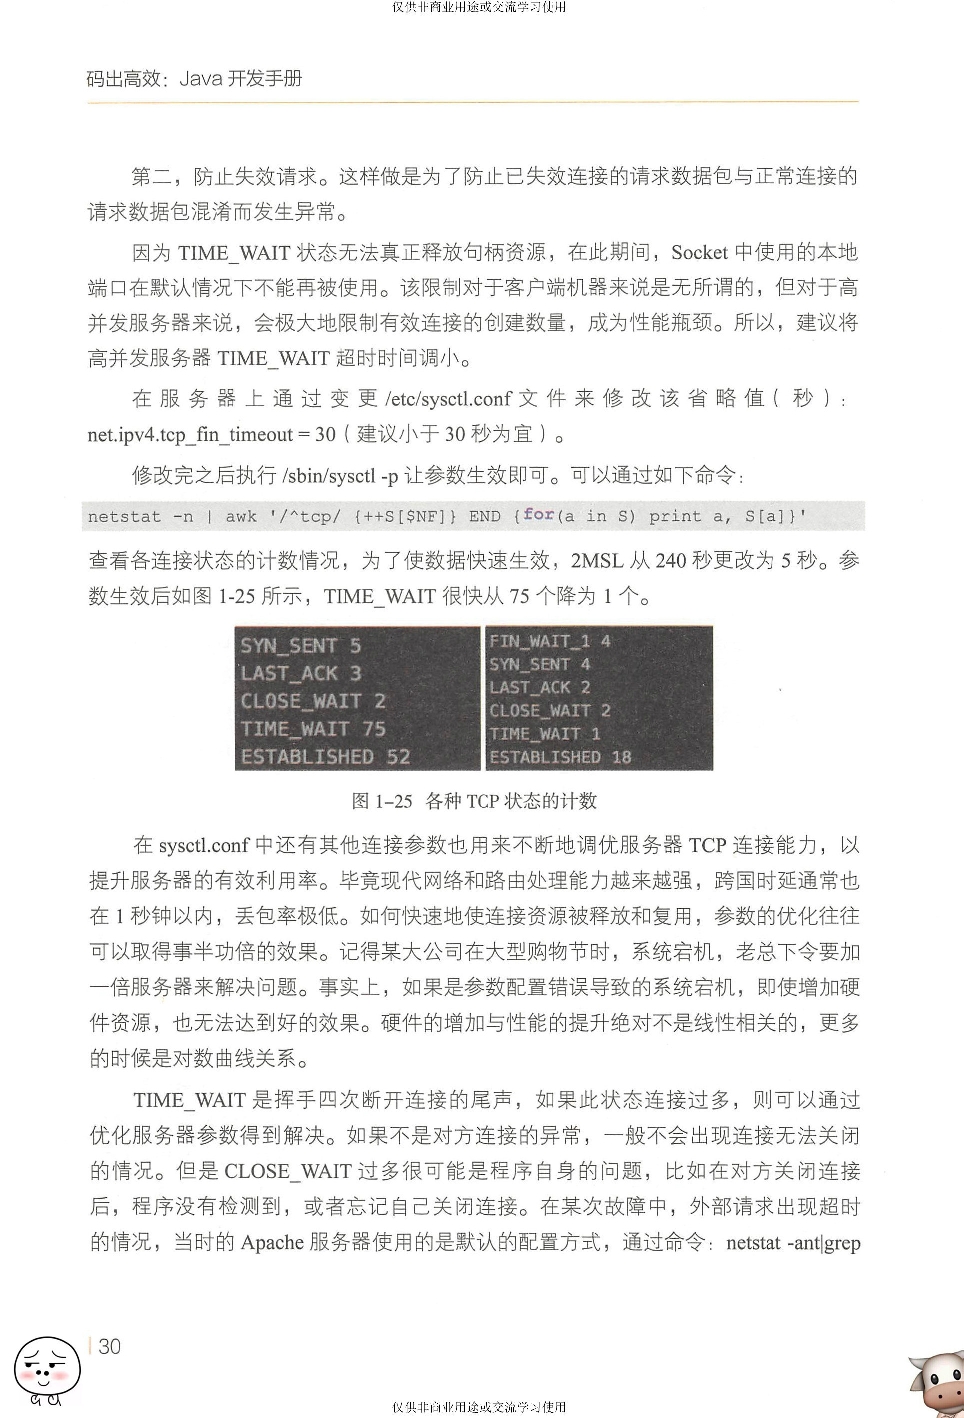 仅供非商业用途或交流学习使用
码出高效：Java 开发手册
第二，防止失效请求。这样做是为了防止已失效连接的请求数据包与正常连接的
请求数据包混淆而发生异常。
因为 TIME_WAIT 状态无法真正释放句柄资源，在此期间，Socket 中使用的本地
端口在默认情况下不能再被使用。该限制对于客户端机器来说是无所谓的，但对于高
并发服务器来说，会极大地限制有效连接的创建数量，成为性能瓶颈。所以，建议将
高并发服务器 TIME_WAIT 超时时间调小。
在服务器上通过变更 /etc/sysctl.conf 文件来修改该省略值（秒）：
net.ipv4.tcp_fin_timeout = 30（建议小于 30 秒为宜）。
修改完之后执行 /sbin/sysctl -p 让参数生效即可。可以通过如下命令：
netstat -n | awk '/^tcp/ {++S[$NF]} END {for(a in S) print a, S[a]}'
查看各连接状态的计数情况，为了使数据快速生效，2MSL 从 240 秒更改为 5 秒。参
数生效后如图 1-25 所示，TIME_WAIT 很快从 75 个降为 1 个。
SYN_SENT 5
LAST_ACK 3
CLOSE_WAIT 2
TIME_WAIT 75
ESTABLISHED 52
FIN_WAIT_1 4
SYN_SENT 4
LAST_ACK 2
CLOSE_WAIT 2
TIME_WAIT 1
ESTABLISHED 18
图 1-25 各种 TCP 状态的计数
在 sysctl.conf 中还有其他连接参数也用来不断地调优服务器 TCP 连接能力，以
提升服务器的有效利用率。毕竟现代网络和路由处理能力越来越强，跨国时延通常也
在 1 秒钟以内，丢包率极低。如何快速地使连接资源被释放和复用，参数的优化往往
可以取得事半功倍的效果。记得某大公司在大型购物节时，系统宕机，老总下令要加
一倍服务器来解决问题。事实上，如果是参数配置错误导致的系统宕机，即使增加硬
件资源，也无法达到好的效果。硬件的增加与性能的提升绝对不是线性相关的，更多
的时候是对数曲线关系。
TIME_WAIT 是挥手四次断开连接的尾声，如果此状态连接过多，则可以通过
优化服务器参数得到解决。如果不是对方连接的异常，一般不会出现连接无法关闭
的情况。但是 CLOSE_WAIT 过多很可能是程序自身的问题，比如在对方关闭连接
后，程序没有检测到，或者忘记自己关闭连接。在某次故障中，外部请求出现超时
的情况，当时的 Apache 服务器使用的是默认的配置方式，通过命令：netstat -ant|grep
30
仅供非商业用途或交流学习使用